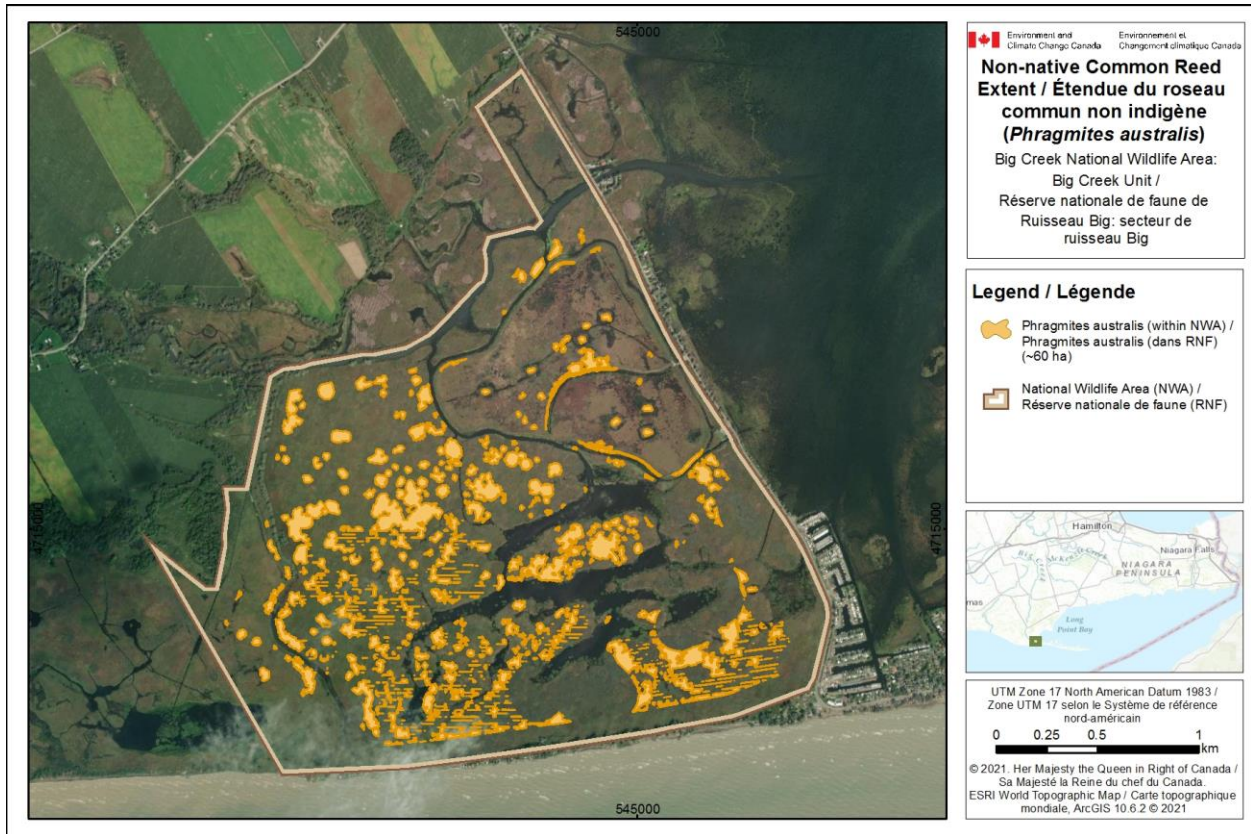 545000
4715000
4715000
545000
Environment and
Climate Change Canada
Environnement et
Changement climatique Canada
Non-native Common Reed
Extent / Étendue du roseau
commun non indigène
(Phragmites australis)
Big Creek National Wildlife Area:
Big Creek Unit /
Réserve nationale de faune de
Ruisseau Big: secteur de
ruisseau Big
Legend / Légende
Phragmites australis (within NWA) /
Phragmites australis (dans RNF)
(~60 ha)
National Wildlife Area (NWA) /
Réserve nationale de faune (RNF)
Hamilton
Big Creek
McKenzie Creek
Niagara Falls
NIAGARA
PENINSULA
mas
Long
Point Bay
UTM Zone 17 North American Datum 1983 /
Zone UTM 17 selon le Système de référence
nord-américain
0 0.25 0.5 1
km
© 2021. Her Majesty the Queen in Right of Canada /
Sa Majesté la Reine du chef du Canada.
ESRI World Topographic Map / Carte topographique
mondiale, ArcGIS 10.6.2 © 2021